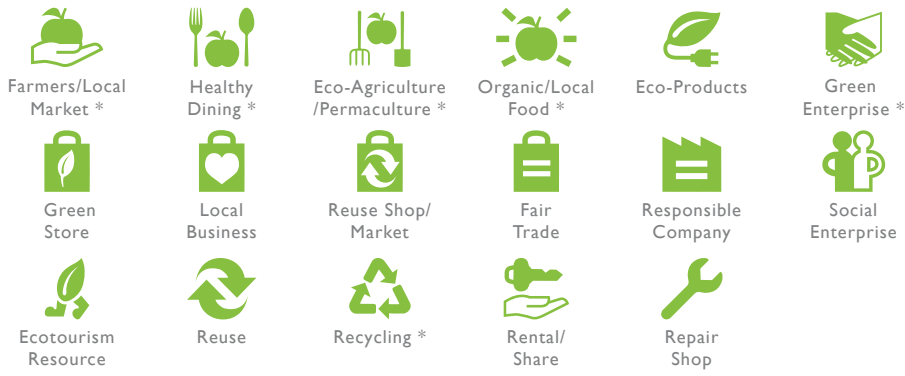 Farmers/Local
Market *
Healthy
Dining *
Eco-Agriculture
/Permaculture *
Organic/Local
Food *
Eco-Products
Green
Enterprise *
Green
Store
Local
Business
Reuse Shop/
Market
Fair
Trade
Responsible
Company
Social
Enterprise
Ecotourism
Resource
Reuse
Recycling *
Rental/
Share
Repair
Shop